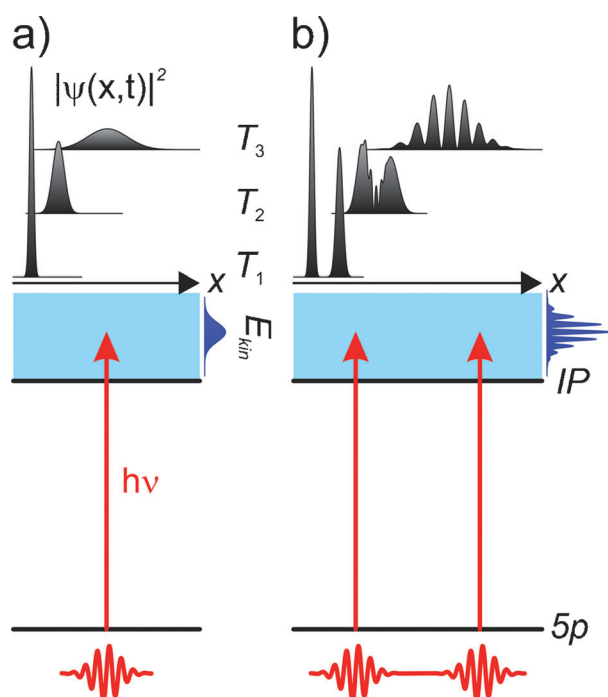 a)
b)
|ψ(x,t)|²
T₃
T₂
T₁
x
x
E_kin
IP
hν
5p